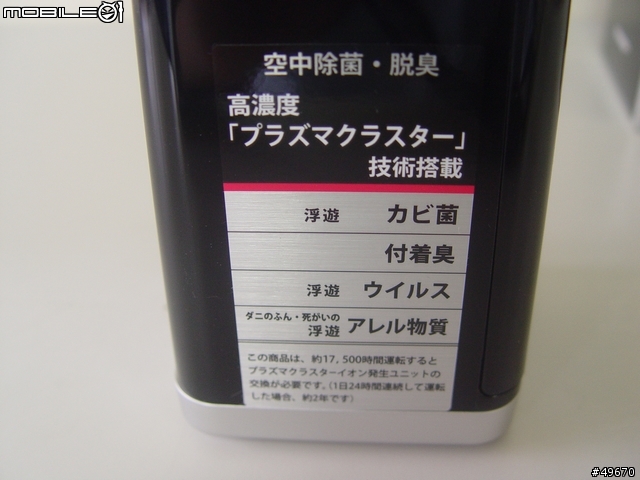 MOBILE01
空中除菌・脱臭
高濃度
「プラズマクラスター」
技術搭載
浮遊 カビ菌
付着臭
浮遊 ウイルス
ダニのふん・死がいの
浮遊 アレル物質
この商品は、約17,500時間運転すると
プラズマクラスターイオン発生ユニットの
交換が必要です。（1日24時間連続して運転
した場合、約2年です）
#49670